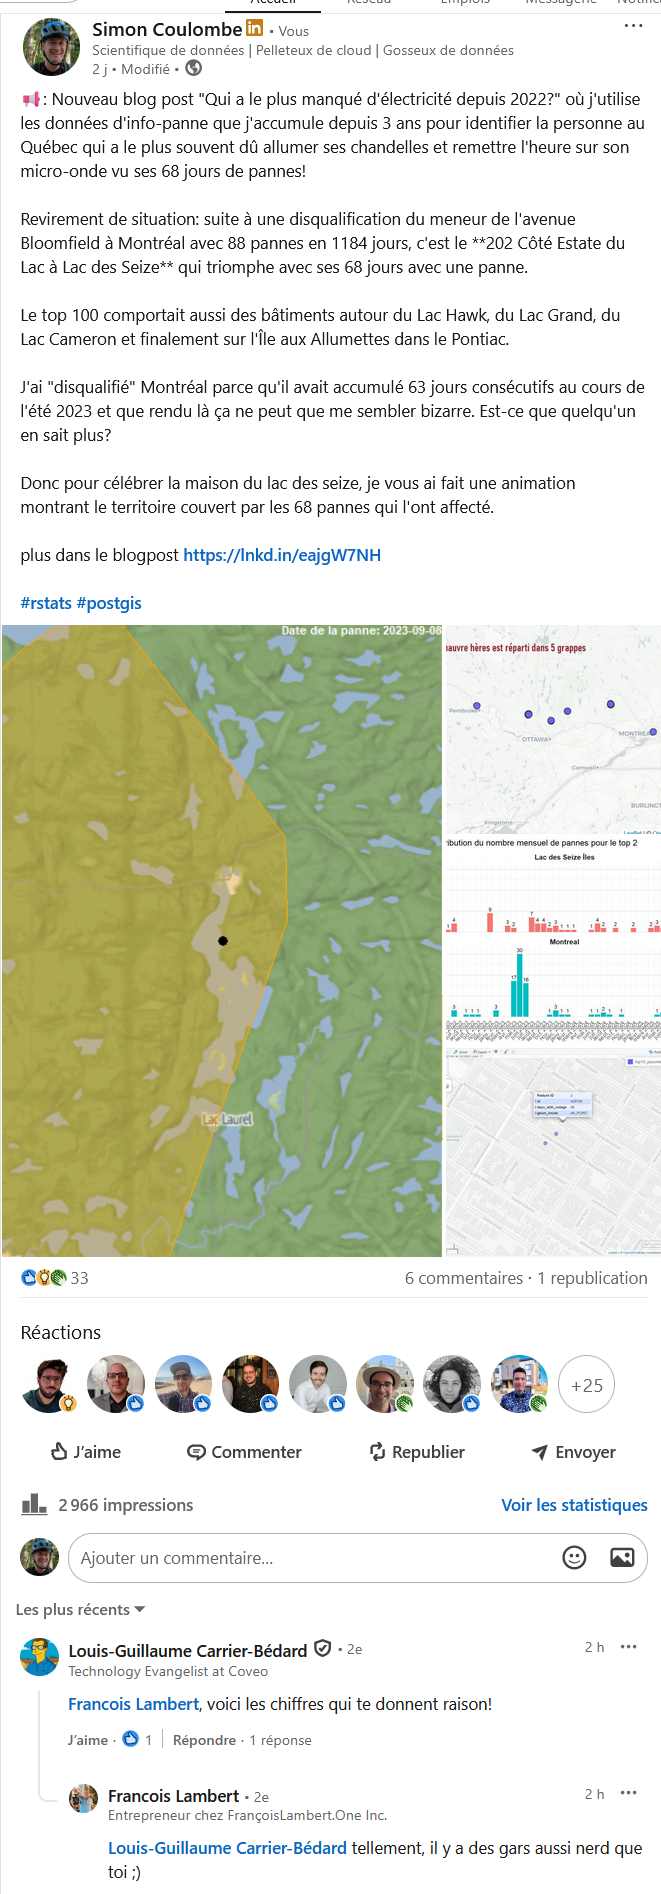 Simon Coulombe in • Vous
Scientifique de données | Pelleteux de cloud | Gosseux de données
2 j • Modifié •
: Nouveau blog post "Qui a le plus manqué d'électricité depuis 2022?" où j'utilise
les données d'info-panne que j'accumule depuis 3 ans pour identifier la personne au
Québec qui a le plus souvent dû allumer ses chandelles et remettre l'heure sur son
micro-onde vu ses 68 jours de pannes!
Revirement de situation: suite à une disqualification du meneur de l'avenue
Bloomfield à Montréal avec 88 pannes en 1184 jours, c'est le **202 Côté Estate du
Lac à Lac des Seize** qui triomphe avec ses 68 jours avec une panne.
Le top 100 comportait aussi des bâtiments autour du Lac Hawk, du Lac Grand, du
Lac Cameron et finalement sur l'Île aux Allumettes dans le Pontiac.
J'ai "disqualifié" Montréal parce qu'il avait accumulé 63 jours consécutifs au cours de
l'été 2023 et que rendu là ça ne peut que me sembler bizarre. Est-ce que quelqu'un
en sait plus?
Donc pour célébrer la maison du lac des seize, je vous ai fait une animation
montrant le territoire couvert par les 68 pannes qui l'ont affecté.
plus dans le blogpost https://lnkd.in/eajgW7NH
#rstats #postgis
Date de la panne: 2023-09-08
Lac-Laurel
pauvre hères est réparti dans 5 grappes
Pembroke
OTTAWA
MONTREA
Cornwall
Kingston
BURLINGT
ribution du nombre mensuel de pannes pour le top 2
Lac des Seize Îles
Montreal
33
6 commentaires · 1 republication
Réactions
+25
J'aime
Commenter
Republier
Envoyer
2 966 impressions
Voir les statistiques
Ajouter un commentaire...
Les plus récents
Louis-Guillaume Carrier-Bédard • 2e
2 h
Technology Evangelist at Coveo
Francois Lambert, voici les chiffres qui te donnent raison!
J'aime · 1 | Répondre · 1 réponse
Francois Lambert • 2e
2 h
Entrepreneur chez FrançoisLambert.One Inc.
Louis-Guillaume Carrier-Bédard tellement, il y a des gars aussi nerd que
toi ;)